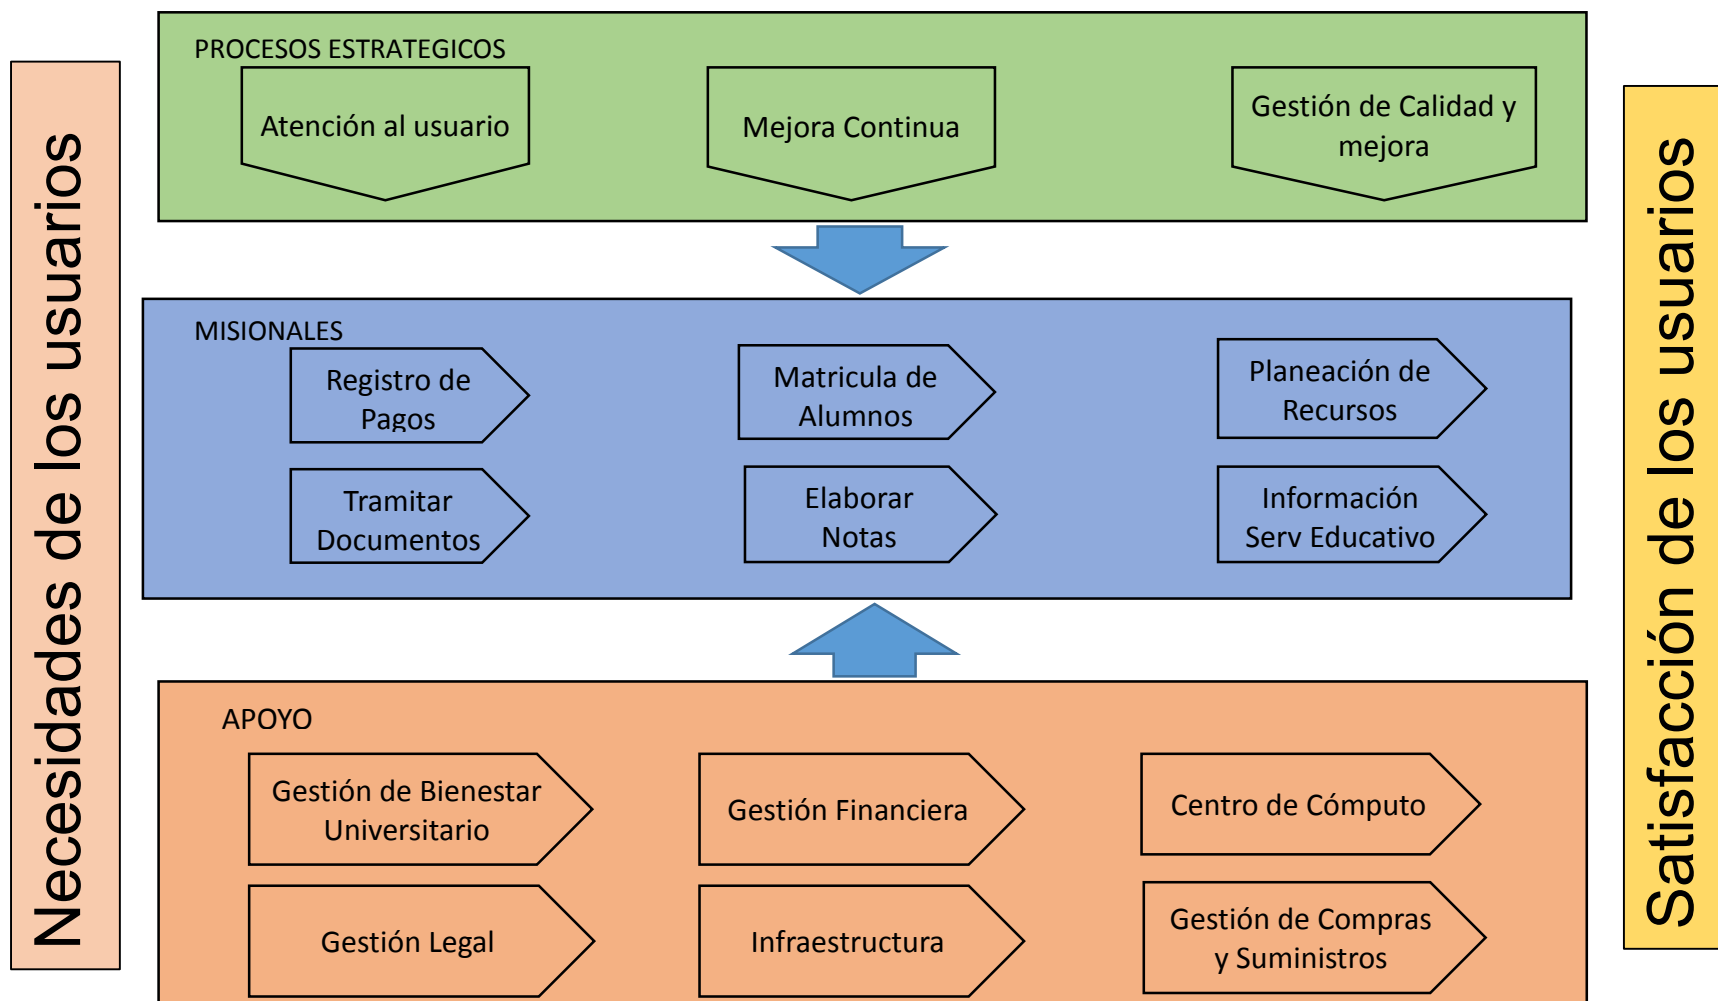 Necesidades de los usuarios
PROCESOS ESTRATEGICOS
Atención al usuario
Mejora Continua
Gestión de Calidad y
mejora
MISIONALES
Registro de
Pagos
Matricula de
Alumnos
Planeación de
Recursos
Tramitar
Documentos
Elaborar
Notas
Información
Serv Educativo
APOYO
Gestión de Bienestar
Universitario
Gestión Financiera
Centro de Cómputo
Gestión Legal
Infraestructura
Gestión de Compras
y Suministros
Satisfacción de los usuarios